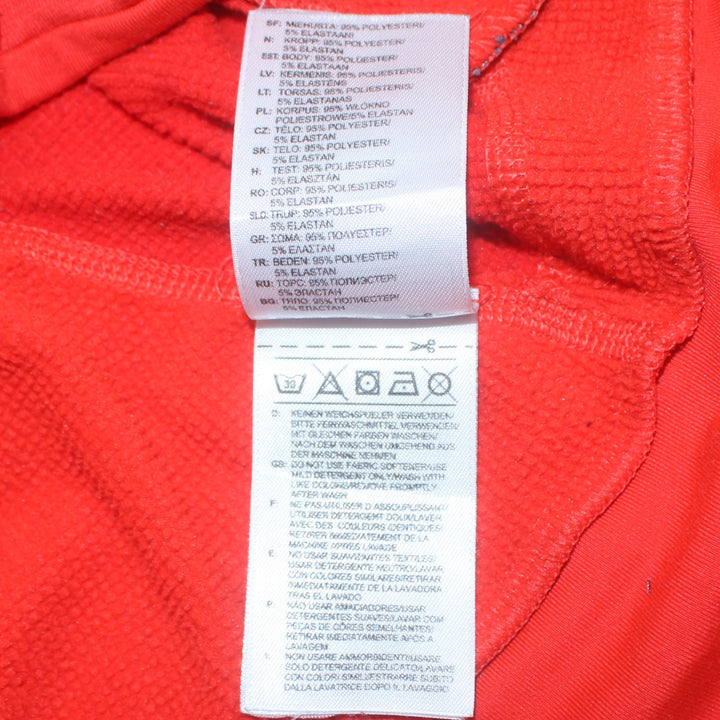 SF: MIEHUSTA: 95% POLYESTERI/
5% ELASTAANI
N: KROPP: 95% POLYESTER/
5% ELASTAN
EST: BODY: 95% POLÜESTER/
5% ELASTAAN
LV: KERMENIS: 95% POLIESTERIS/
5% ELASTĒNS
LT: TORSAS: 95% POLIESTERIS/
5% ELASTANAS
PL: KORPUS: 95% WŁÓKNO
POLIESTROWE/5% ELASTAN
CZ: TĚLO: 95% POLYESTER/
5% ELASTAN
SK: TELO: 95% POLYESTER/
5% ELASTAN
H: TEST: 95% POLIÉSZTER/
5% ELASZTÁN
RO: CORP: 95% POLIESTER/
5% ELASTAN
SLO: TRUP: 95% POLIESTER/
5% ELASTAN
GR: ΣΩΜΑ: 95% ΠΟΛΥΕΣΤΕΡ/
5% ΕΛΑΣΤΑΝ
TR: BEDEN: 95% POLYESTER/
5% ELASTAN
RU: ТОРС: 95% ПОЛИЭСТЕР/
5% ЭЛАСТАН
BG: ТЯЛО: 95% ПОЛИЕСТЕР/
5% ЕЛАСТАН
30
D: KEINEN WEICHSPUELER VERWENDEN/
BITTE FEINWASCHMITTEL VERWENDEN/
MIT GLEICHEN FARBEN WASCHEN/
NACH DEM WASCHEN UMGEHEND AUS
DER MASCHINE NEHMEN
GB: DO NOT USE FABRIC SOFTENER/USE
MILD DETERGENT ONLY/WASH WITH
LIKE COLORS/REMOVE PROMPTLY
AFTER WASH
F: NE PAS UTILISER D ASSOUPLISSANT/
UTILISER DETERGENT DOUX/LAVER
AVEC DES COULEURS IDENTIQUES/
RETIRER IMMEDIATEMENT DE LA
MACHINE APRÈS LAVAGE
E: NO USAR SUAVIZANTES TEXTILES/
USAR DETERGENTE NEUTRO/LAVAR
CON COLORES SIMILARES/RETIRAR
INMEDIATAMENTE DE LA LAVADORA
TRAS EL LAVADO
P: NÃO USAR AMACIADORES/USAR
DETERGENTES SUAVES/LAVAR COM
PEÇAS DE CÔRES SEMELHANTES/
RETIRAR IMEDIATAMENTE APÓS A
LAVAGEM
I: NON USARE AMMORBIDENTI/USARE
SOLO DETERGENTE DELICATO/LAVARE
CON COLORI SIMILI/ESTRARRE SUBITO
DALLA LAVATRICE DOPO IL LAVAGGIO